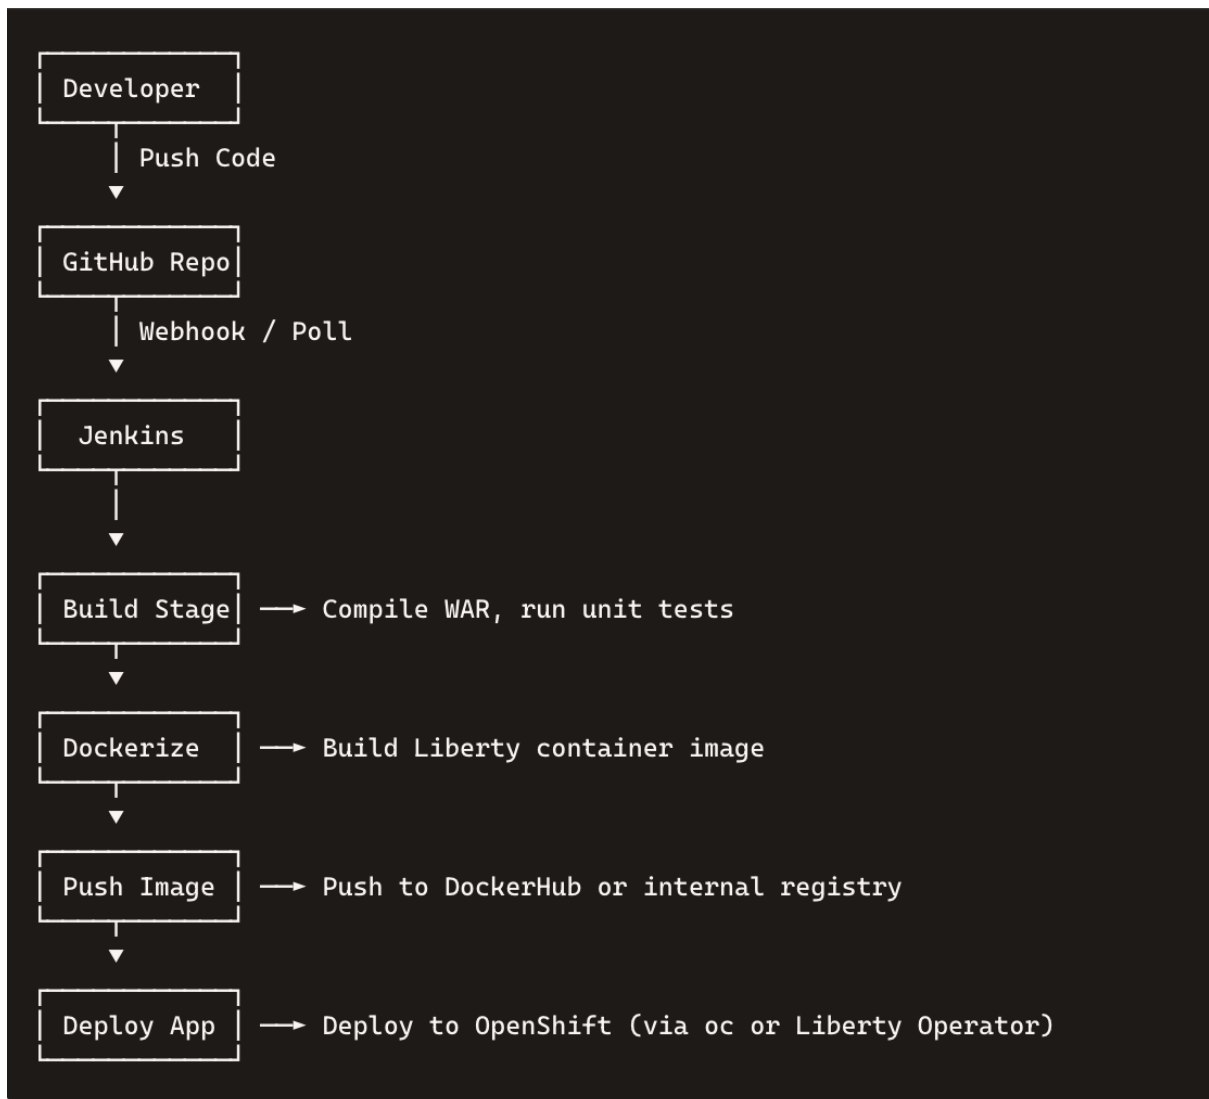 Developer
Push Code
GitHub Repo
Webhook / Poll
Jenkins
Build Stage Compile WAR, run unit tests
Dockerize Build Liberty container image
Push Image Push to DockerHub or internal registry
Deploy App Deploy to OpenShift (via oc or Liberty Operator)